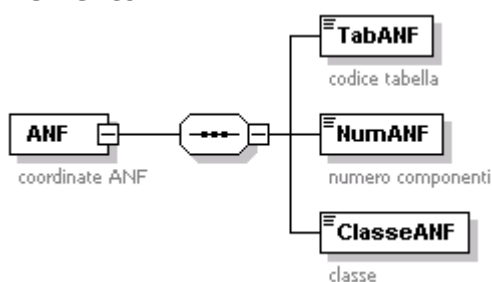 TabANF
codice tabella
ANF
coordinate ANF
NumANF
numero componenti
ClasseANF
classe